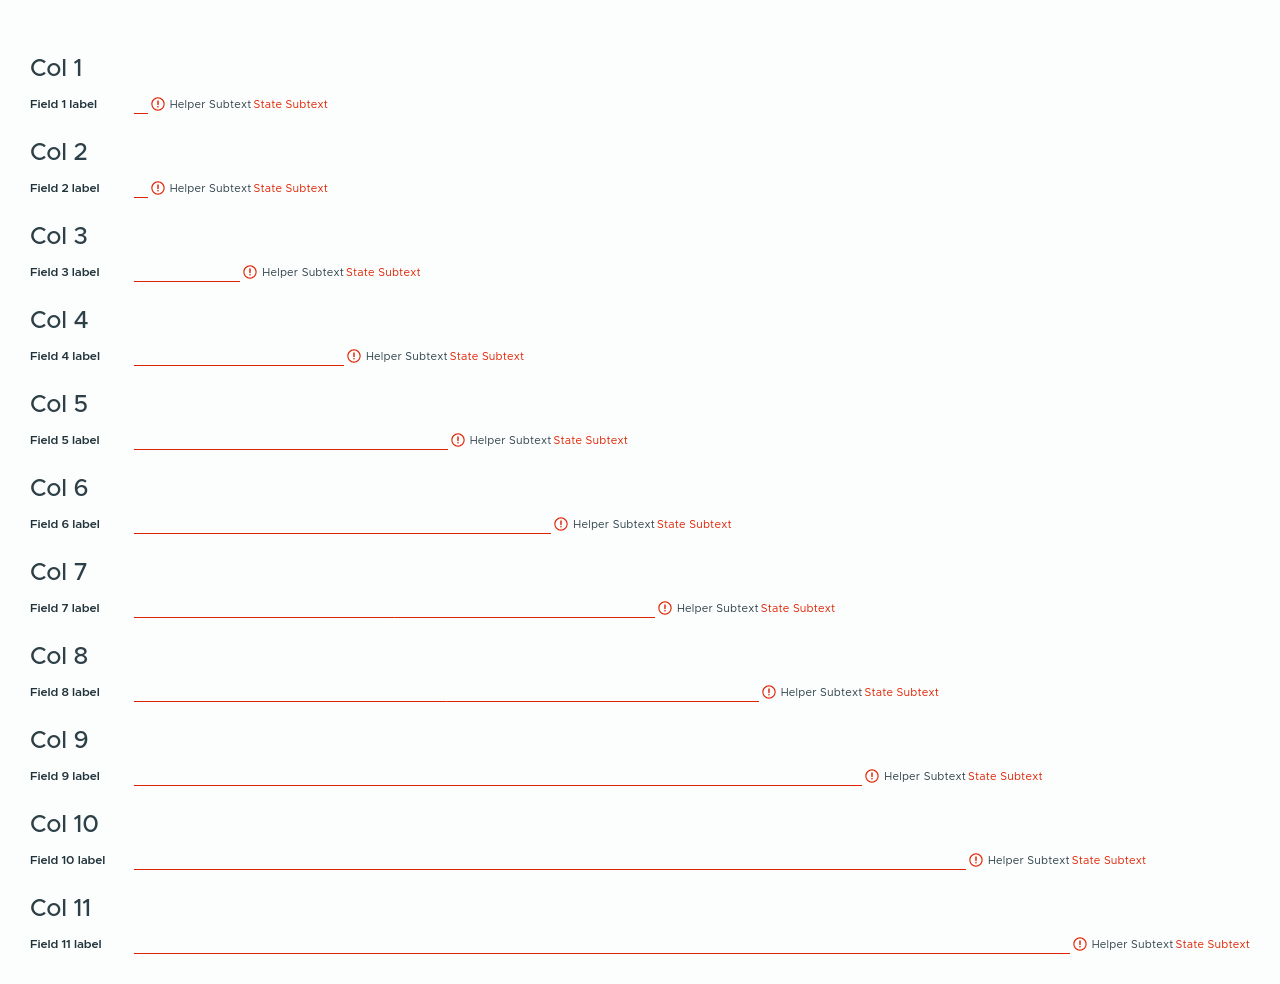 Col 1
Field 1 label Helper Subtext State Subtext
Col 2
Field 2 label Helper Subtext State Subtext
Col 3
Field 3 label Helper Subtext State Subtext
Col 4
Field 4 label Helper Subtext State Subtext
Col 5
Field 5 label Helper Subtext State Subtext
Col 6
Field 6 label Helper Subtext State Subtext
Col 7
Field 7 label Helper Subtext State Subtext
Col 8
Field 8 label Helper Subtext State Subtext
Col 9
Field 9 label Helper Subtext State Subtext
Col 10
Field 10 label Helper Subtext State Subtext
Col 11
Field 11 label Helper Subtext State Subtext